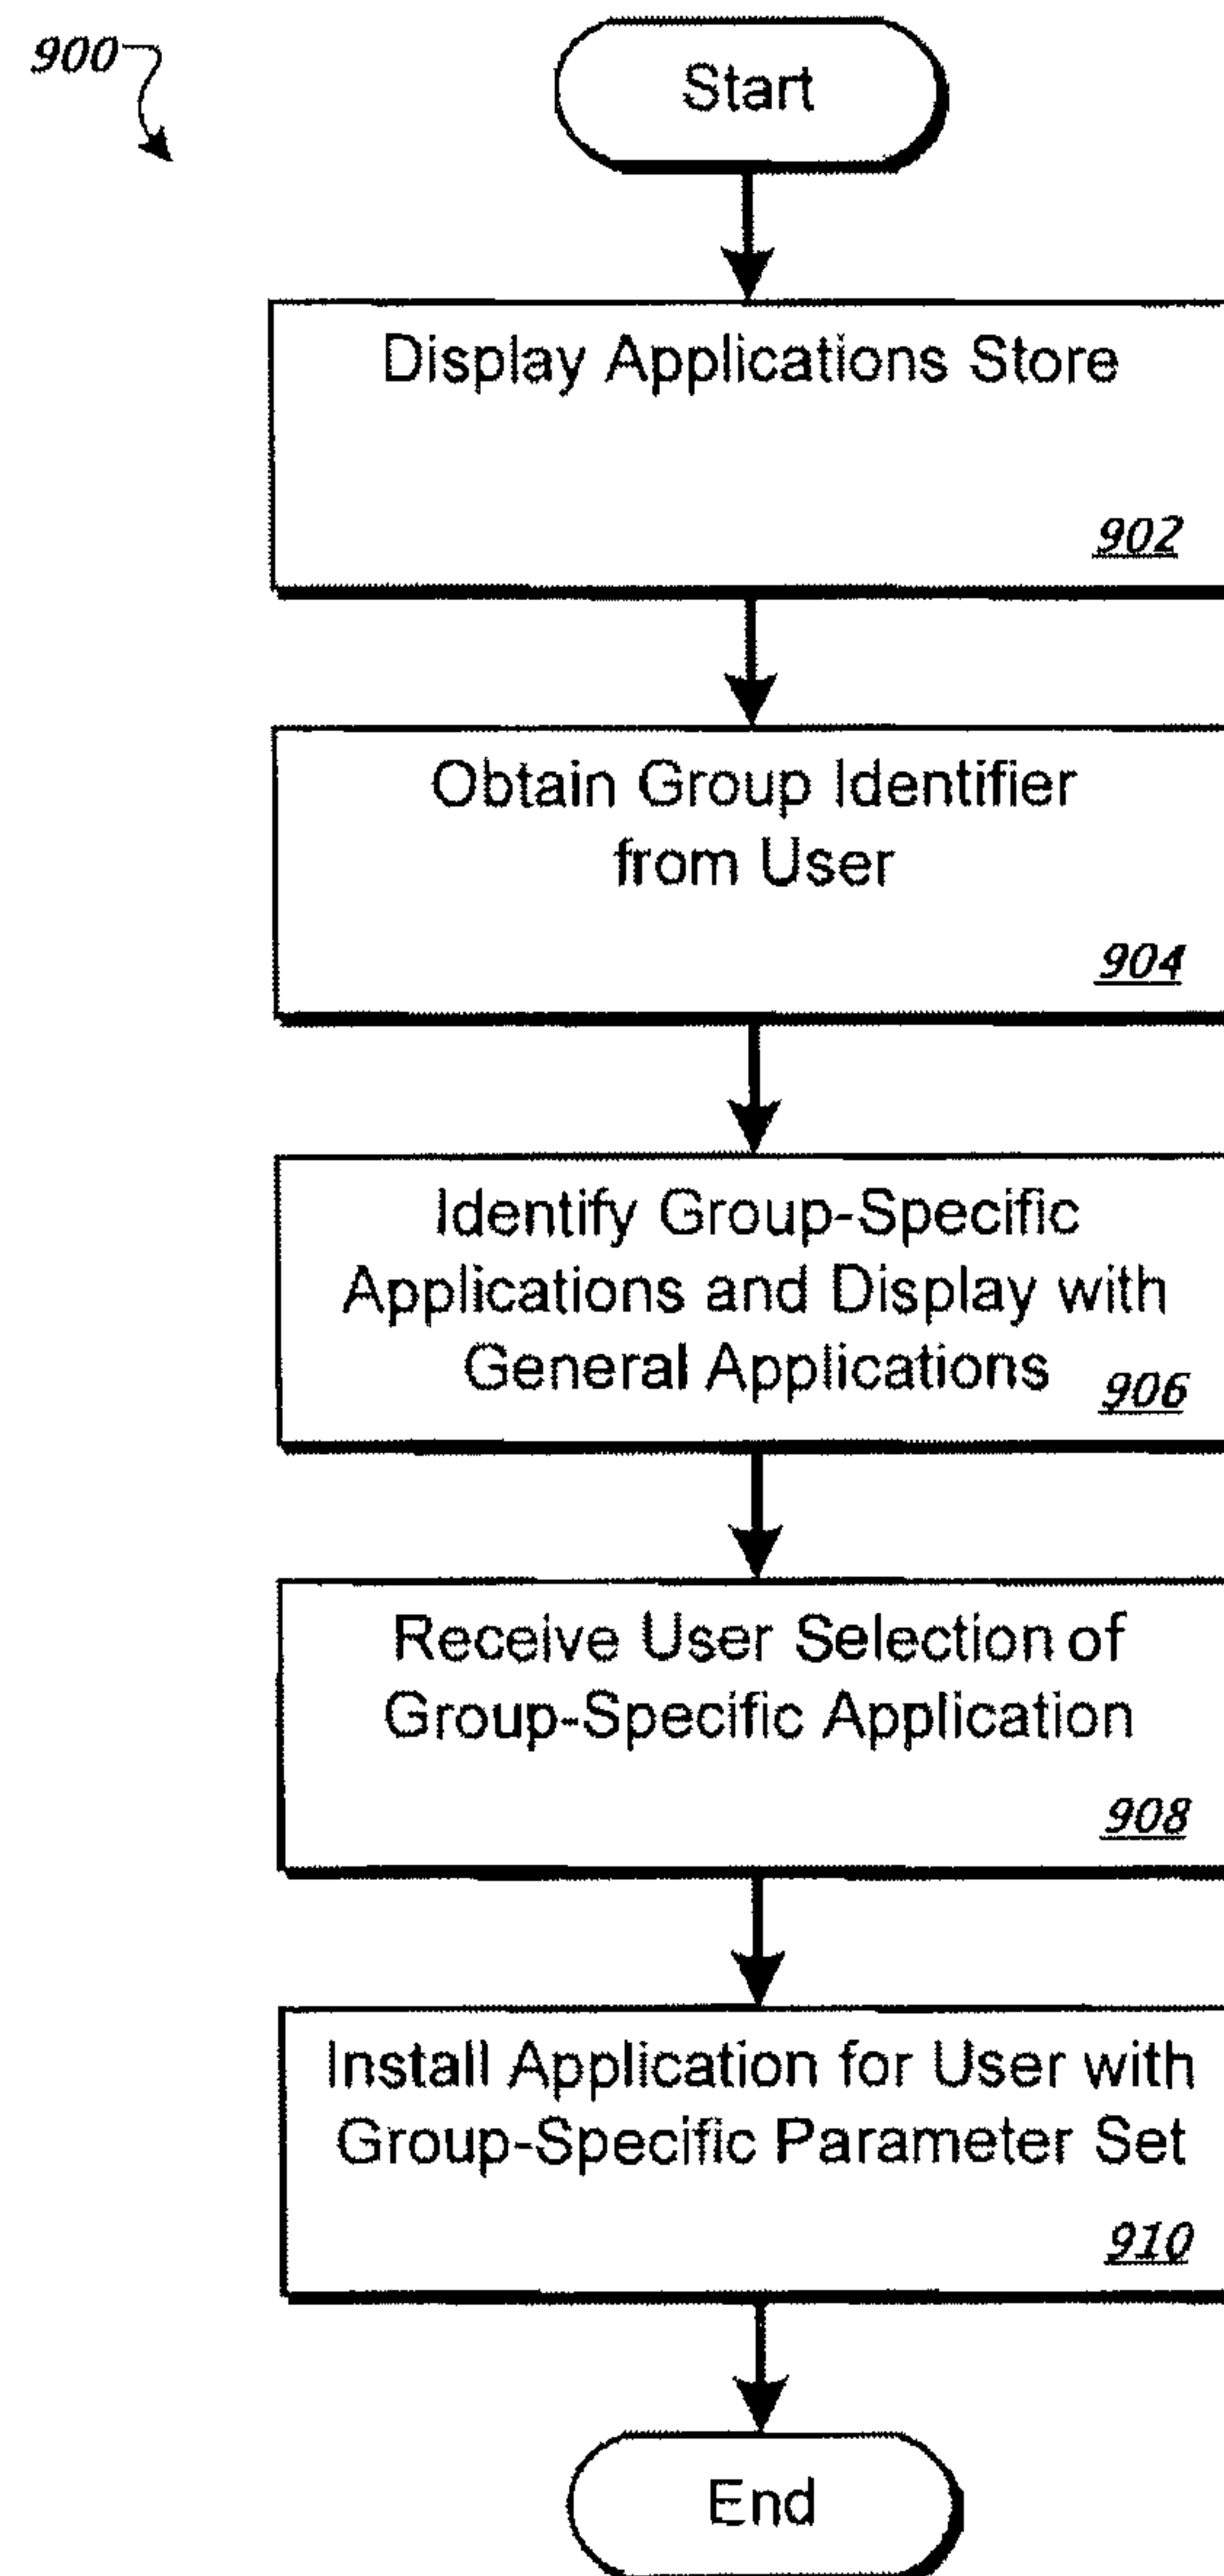 900
Start
Display Applications Store
902
Obtain Group Identifier
from User
904
Identify Group-Specific
Applications and Display with
General Applications
906
Receive User Selection of
Group-Specific Application
908
Install Application for User with
Group-Specific Parameter Set
910
End